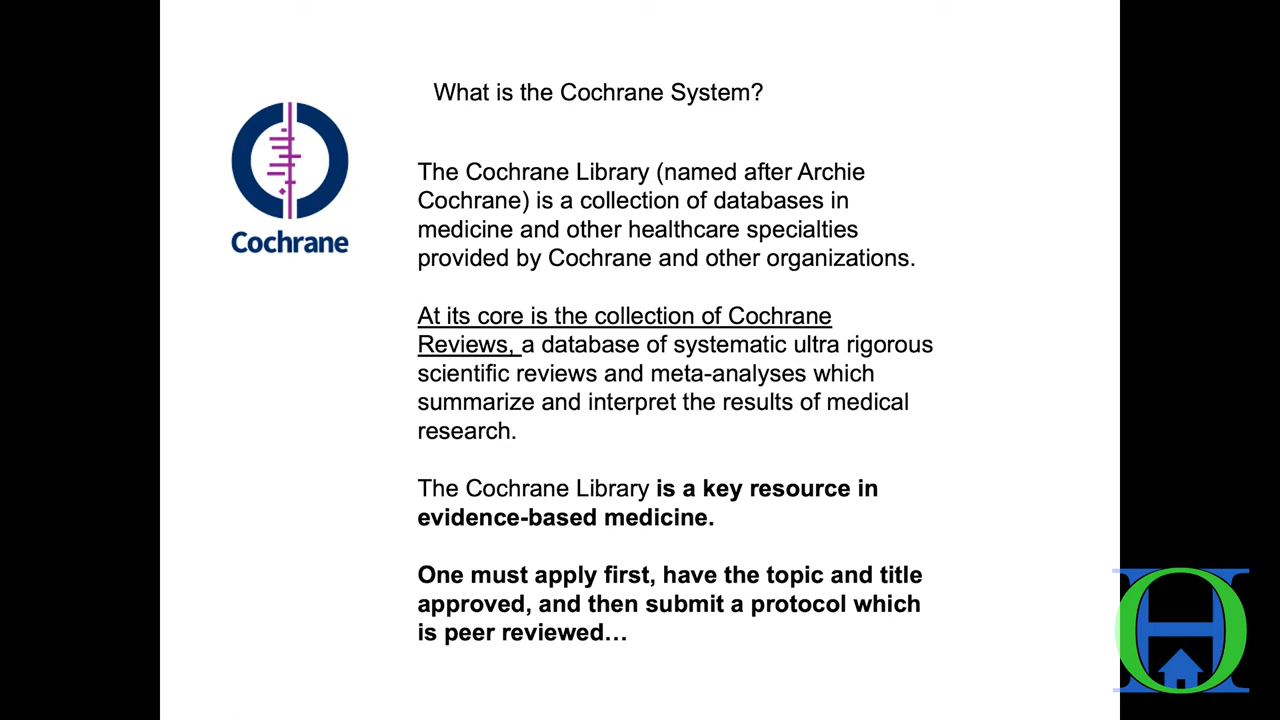 What is the Cochrane System?
Cochrane
The Cochrane Library (named after Archie
Cochrane) is a collection of databases in
medicine and other healthcare specialties
provided by Cochrane and other organizations.
At its core is the collection of Cochrane
Reviews, a database of systematic ultra rigorous
scientific reviews and meta-analyses which
summarize and interpret the results of medical
research.
The Cochrane Library is a key resource in
evidence-based medicine.
One must apply first, have the topic and title
approved, and then submit a protocol which
is peer reviewed…